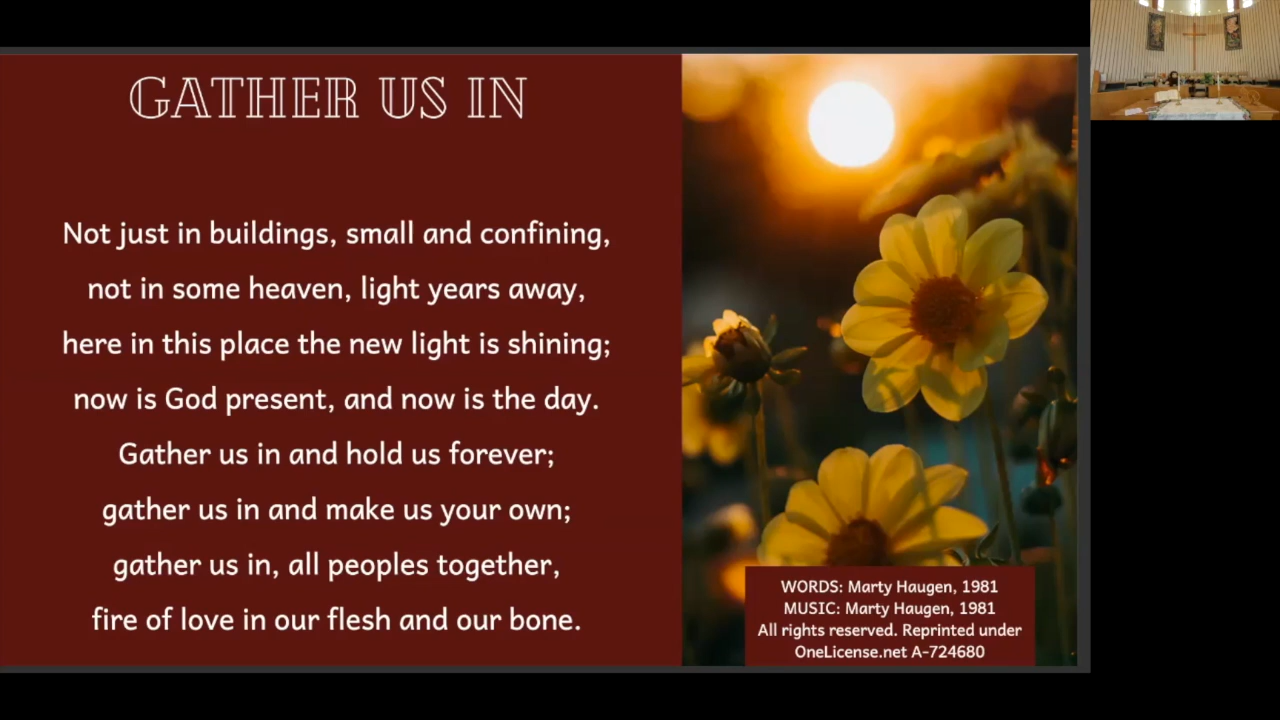 GATHER US IN
Not just in buildings, small and confining,
not in some heaven, light years away,
here in this place the new light is shining;
now is God present, and now is the day.
Gather us in and hold us forever;
gather us in and make us your own;
gather us in, all peoples together,
fire of love in our flesh and our bone.
WORDS: Marty Haugen, 1981
MUSIC: Marty Haugen, 1981
All rights reserved. Reprinted under
OneLicense.net A-724680